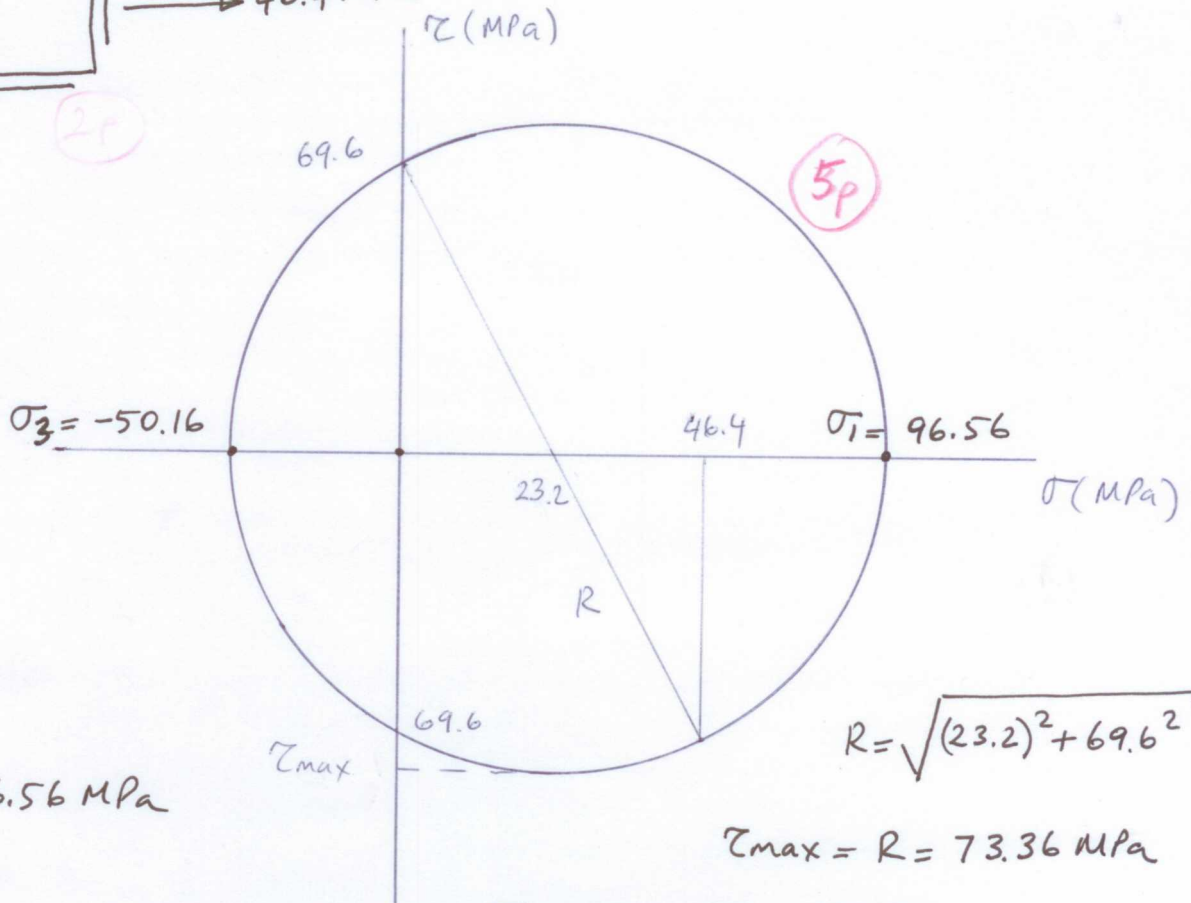 τ(MPa)
2p
69.6
5p
σ3 = -50.16
46.4
σ1 = 96.56
23.2
σ(MPa)
R
69.6
τmax
R = √(23.2)²+69.6²
.56 MPa
τmax = R = 73.36 MPa